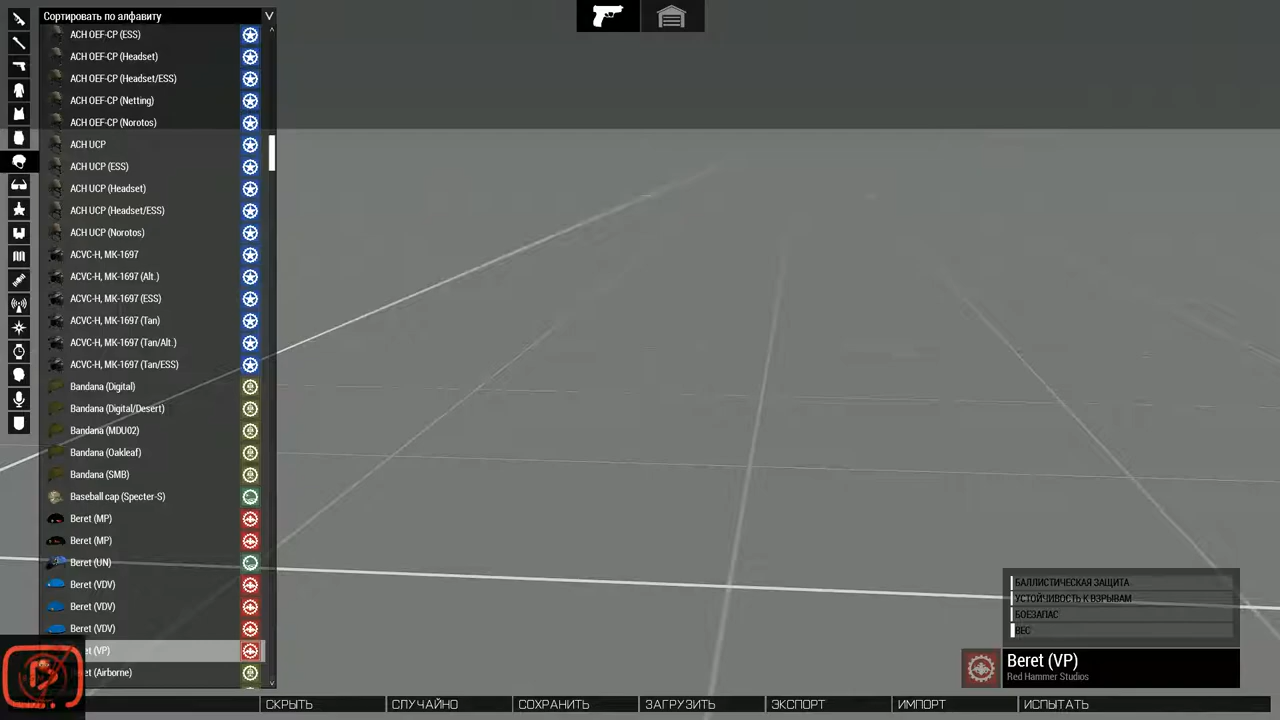 Сортировать по алфавиту
ACH OEF-CP (ESS)
ACH OEF-CP (Headset)
ACH OEF-CP (Headset/ESS)
ACH OEF-CP (Netting)
ACH OEF-CP (Norotos)
ACH UCP
ACH UCP (ESS)
ACH UCP (Headset)
ACH UCP (Headset/ESS)
ACH UCP (Norotos)
ACVC-H, MK-1697
ACVC-H, MK-1697 (Alt.)
ACVC-H, MK-1697 (ESS)
ACVC-H, MK-1697 (Tan)
ACVC-H, MK-1697 (Tan/Alt.)
ACVC-H, MK-1697 (Tan/ESS)
Bandana (Digital)
Bandana (Digital/Desert)
Bandana (MDU02)
Bandana (Oakleaf)
Bandana (SMB)
Baseball cap (Specter-S)
Beret (MP)
Beret (MP)
Beret (UN)
Beret (VDV)
Beret (VDV)
Beret (VDV)
et (VP)
et (Airborne)
БАЛЛИСТИЧЕСКАЯ ЗАЩИТА
УСТОЙЧИВОСТЬ К ВЗРЫВАМ
БОЕЗАПАС
ВЕС
Beret (VP)
Red Hammer Studios
СКРЫТЬ
СЛУЧАЙНО
СОХРАНИТЬ
ЗАГРУЗИТЬ
ЭКСПОРТ
ИМПОРТ
ИСПЫТАТЬ